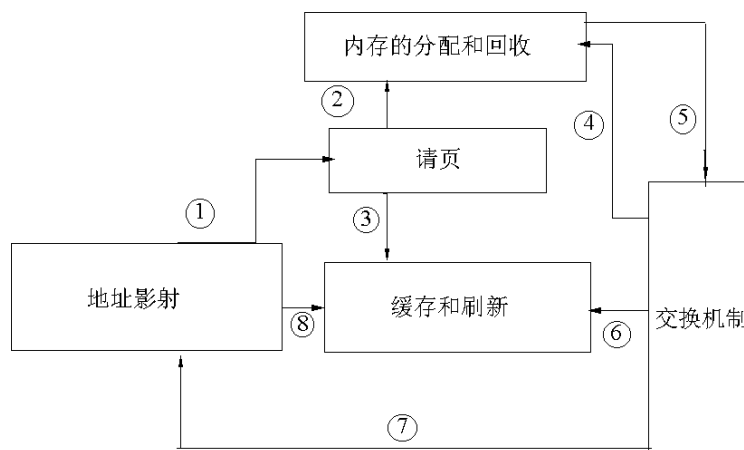 内存的分配和回收
②
④
⑤
请页
①
③
地址影射
缓存和刷新
⑧
⑥
交换机制
⑦